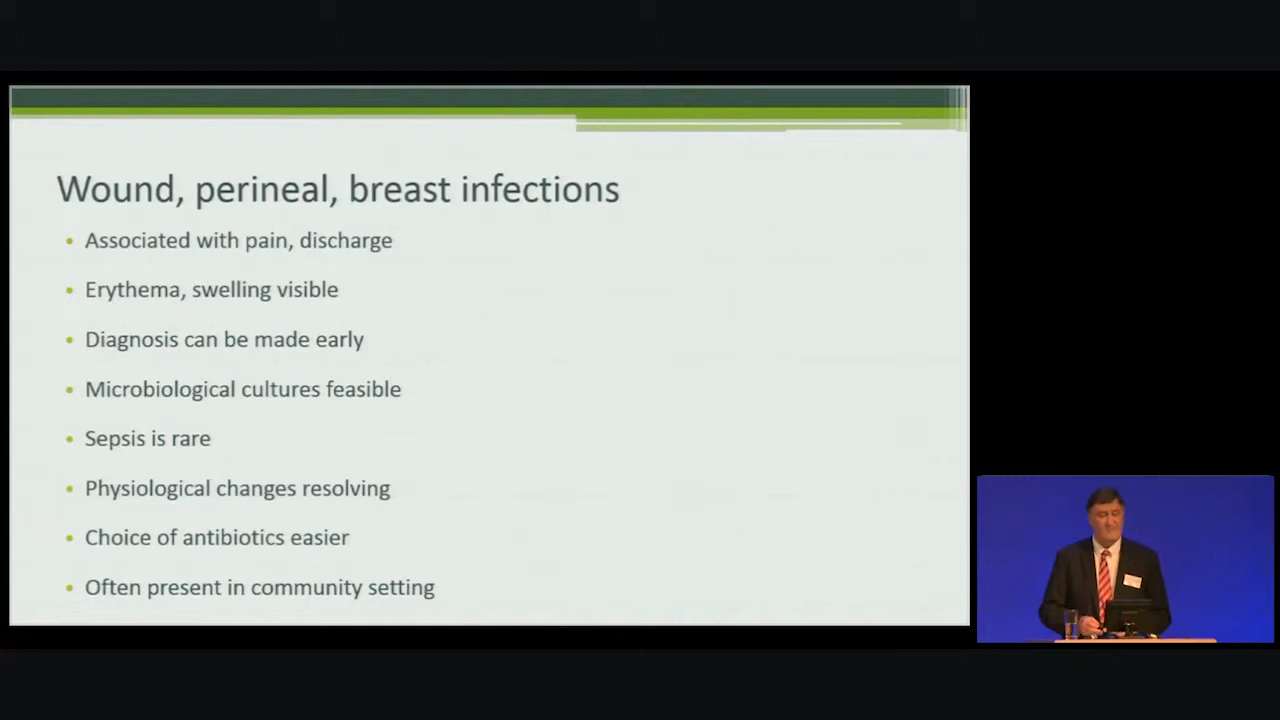 Wound, perineal, breast infections
• Associated with pain, discharge
• Erythema, swelling visible
• Diagnosis can be made early
• Microbiological cultures feasible
• Sepsis is rare
• Physiological changes resolving
• Choice of antibiotics easier
• Often present in community setting